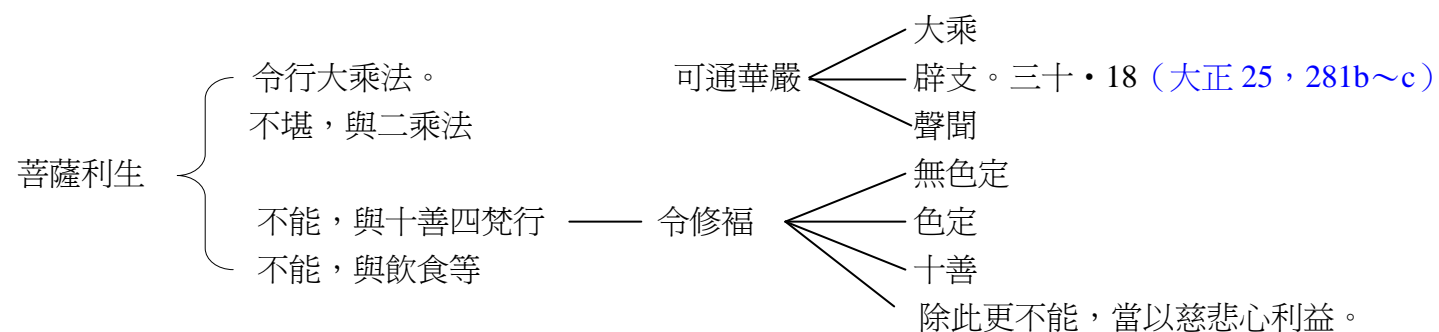 大乘
令行大乘法。
可通華嚴
辟支。三十•18（大正 25，281b～c）
不堪，與二乘法
聲聞
菩薩利生
無色定
不能，與十善四梵行
令修福
色定
不能，與飲食等
十善
除此更不能，當以慈悲心利益。